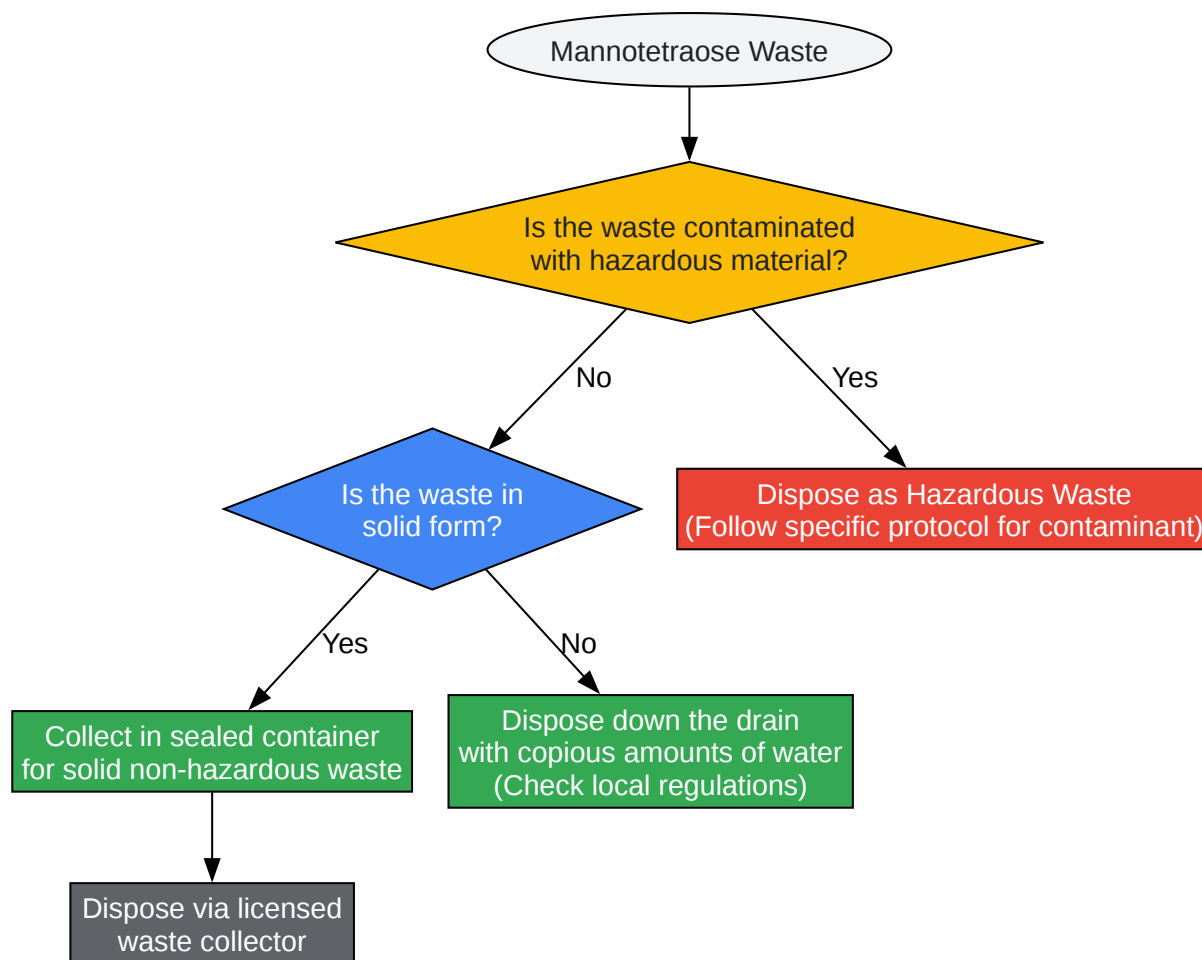 Mannotetraose Waste
Is the waste contaminated
with hazardous material?
No
Yes
Is the waste in
solid form?
Dispose as Hazardous Waste
(Follow specific protocol for contaminant)
Yes
No
Collect in sealed container
for solid non-hazardous waste
Dispose down the drain
with copious amounts of water
(Check local regulations)
Dispose via licensed
waste collector